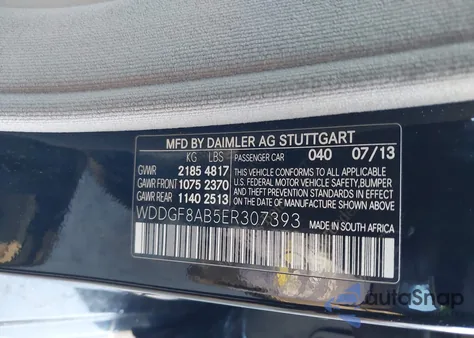 MFD BY DAIMLER AG STUTTGART
KG LBS PASSENGER CAR 040 07/13
GVWR 2185 4817
GAWR FRONT 1075 2370
GAWR REAR 1140 2513
THIS VEHICLE CONFORMS TO ALL APPLICABLE
U.S. FEDERAL MOTOR VEHICLE SAFETY, BUMPER,
AND THEFT PREVENTION STANDARDS IN EFFECT
ON THE DATE OF MANUFACTURE SHOWN ABOVE.
WDDGF8AB5ER307393
MADE IN SOUTH AFRICA
autoSnap